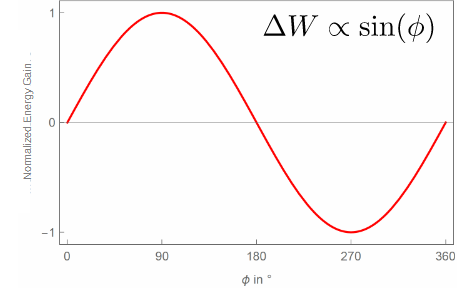 ΔW ∝ sin(ϕ)
1
0
−1
Normalized Energy Gain
0 90 180 270 360
ϕ in °